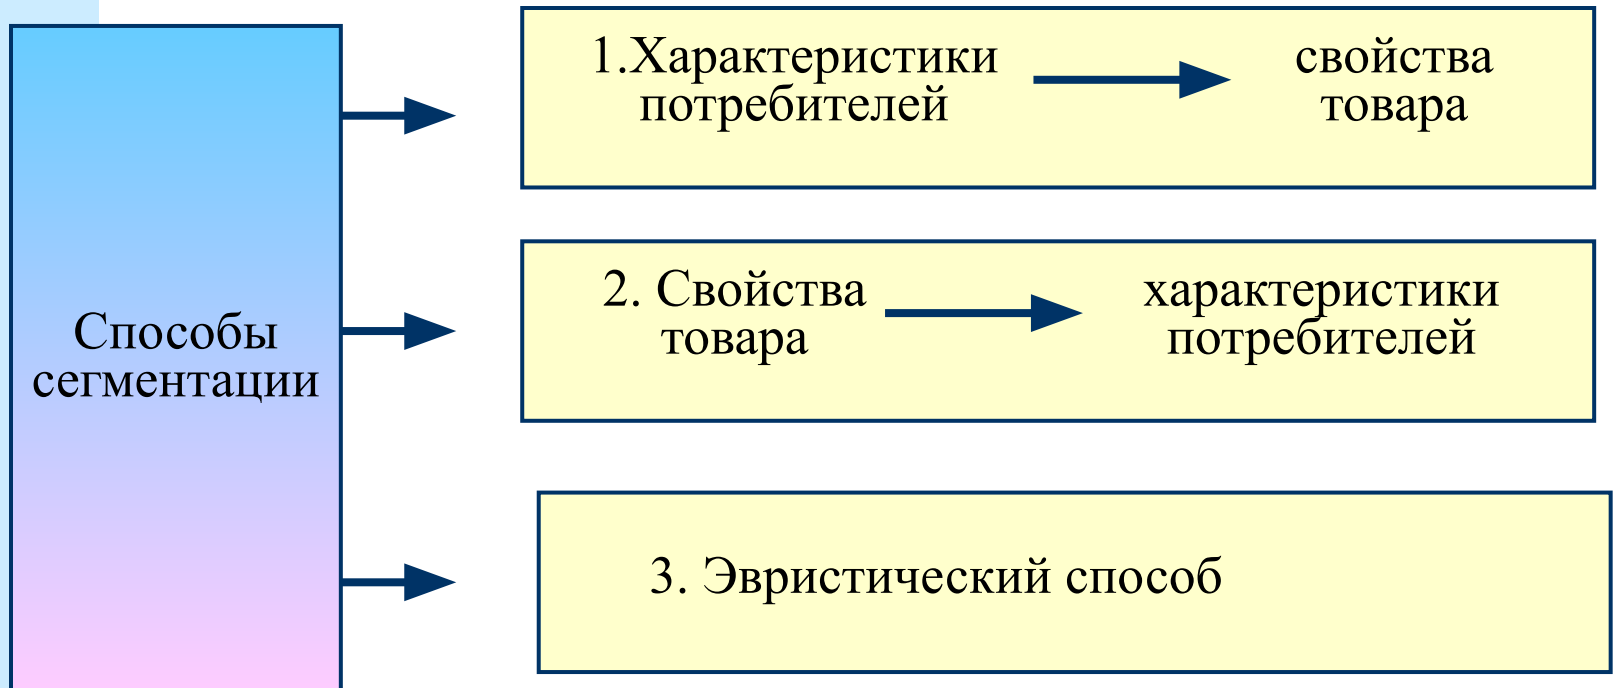 Способы
сегментации
1.Характеристики
потребителей
свойства
товара
2. Свойства
товара
характеристики
потребителей
3. Эвристический способ